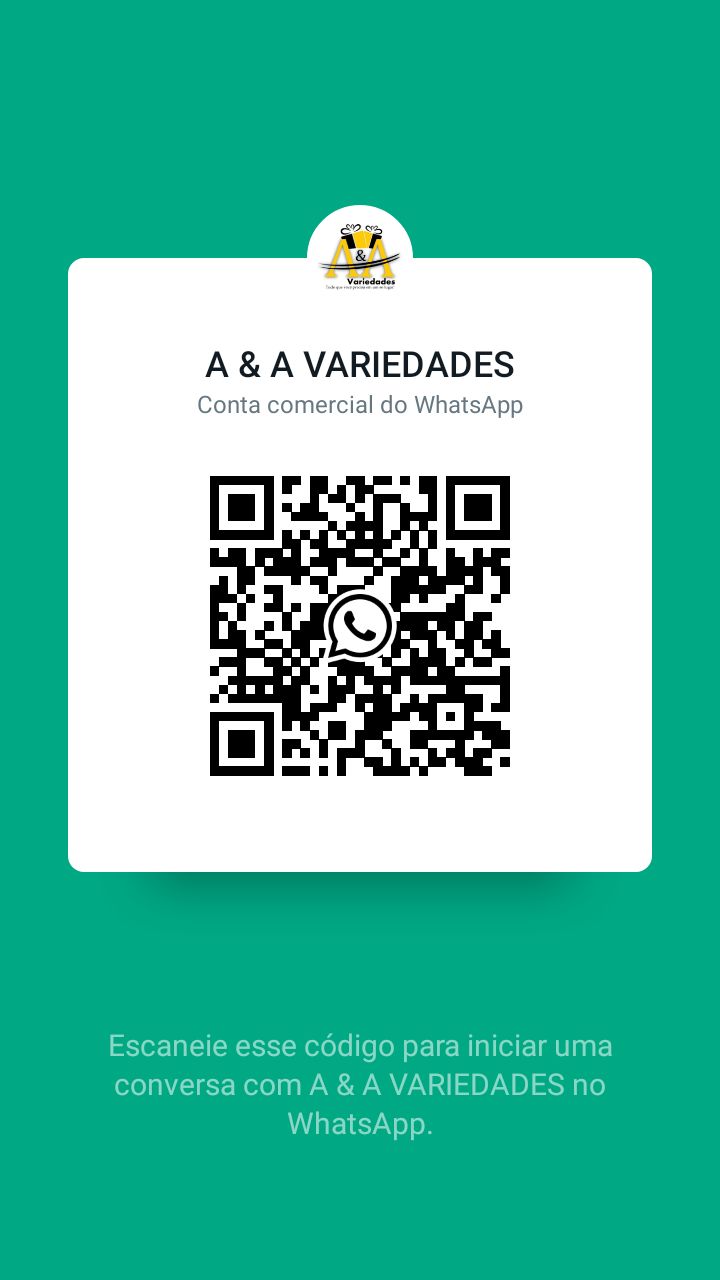 A&A
Variedades
A & A VARIEDADES
Conta comercial do WhatsApp
Escaneie esse código para iniciar uma
conversa com A & A VARIEDADES no
WhatsApp.